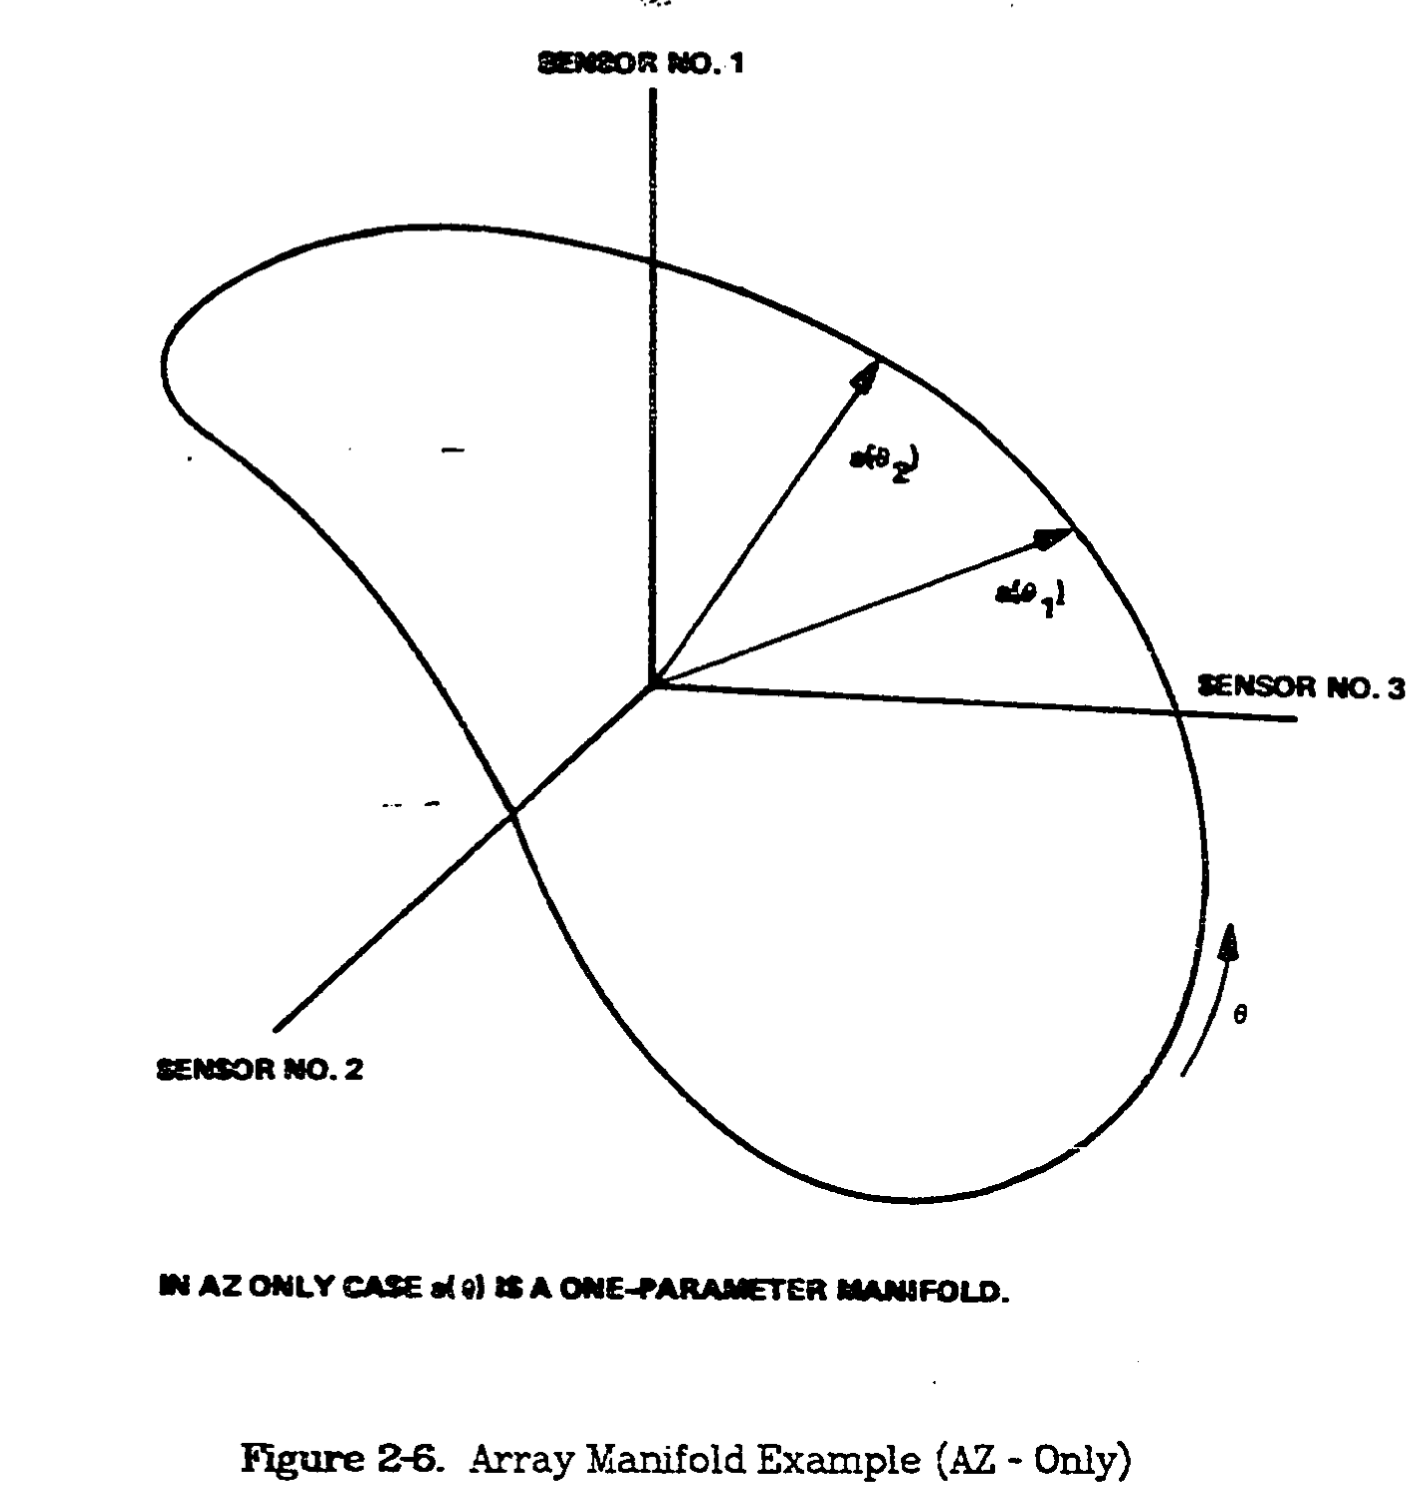 SENSOR NO. 1
a(θ2)
a(θ1)
SENSOR NO. 3
θ
SENSOR NO. 2
IN AZ ONLY CASE a(θ) IS A ONE-PARAMETER MANIFOLD.
Figure 2-6. Array Manifold Example (AZ - Only)